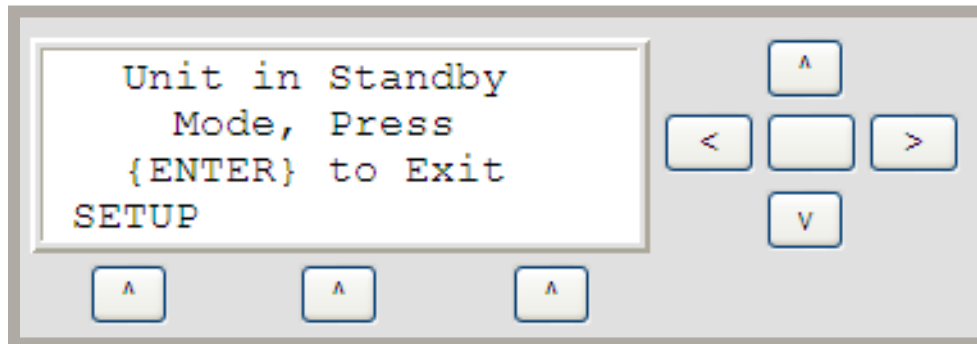 Unit in Standby
Mode, Press
{ENTER} to Exit
SETUP
^
< >
v
^ ^ ^